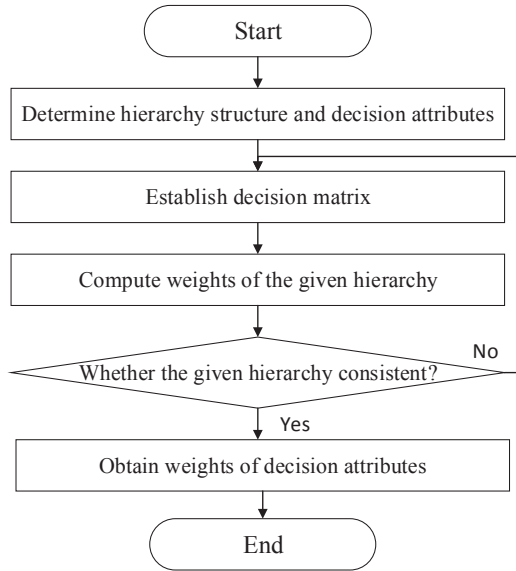 Start
Determine hierarchy structure and decision attributes
Establish decision matrix
Compute weights of the given hierarchy
Whether the given hierarchy consistent?
No
Yes
Obtain weights of decision attributes
End